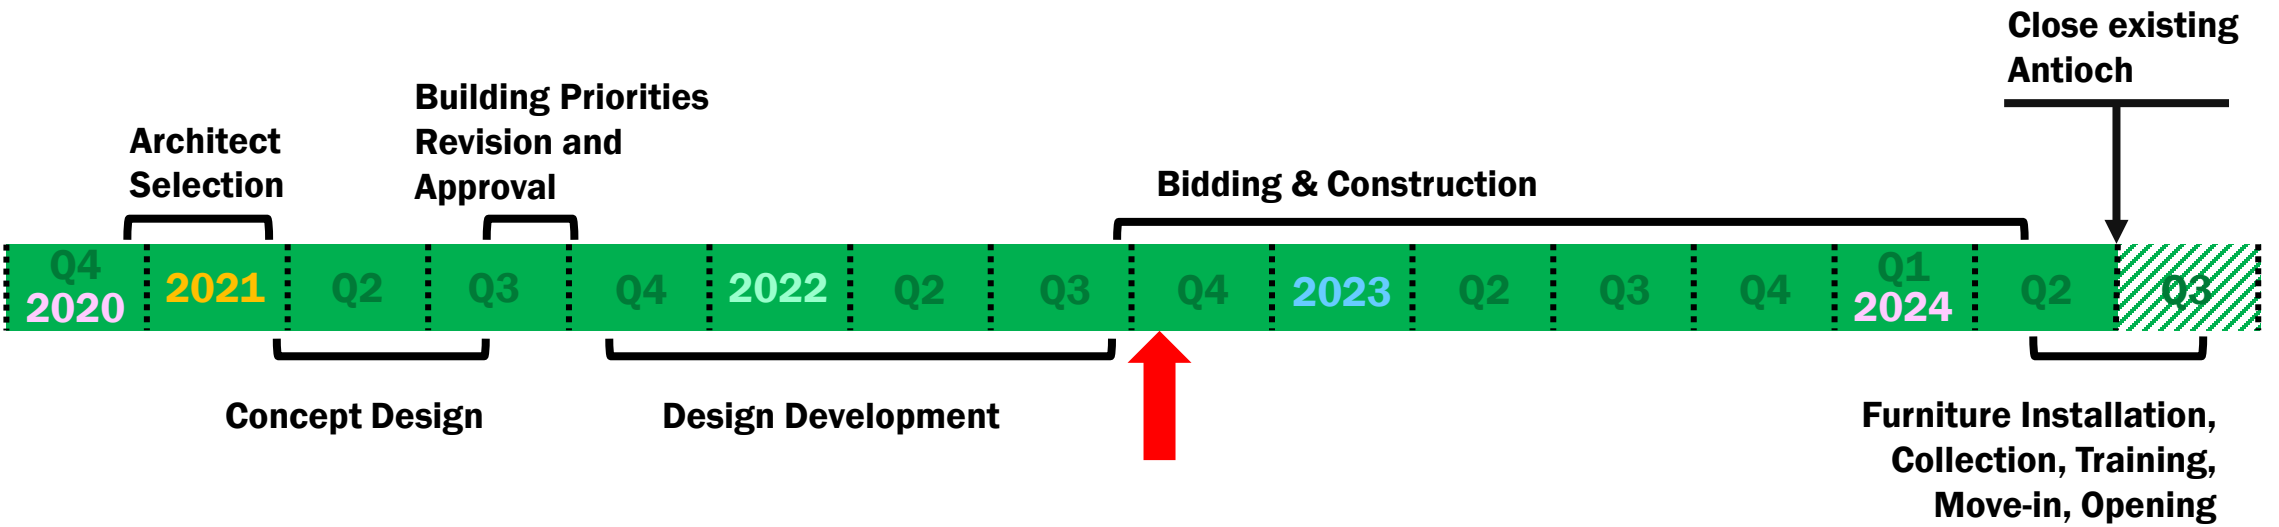 Close existing
Antioch
Building Priorities
Revision and
Approval
Architect
Selection
Bidding & Construction
Q4
2020
2021
Q2
Q3
Q4
2022
Q2
Q3
Q4
2023
Q2
Q3
Q4
Q1
2024
Q2
Q3
Concept Design
Design Development
Furniture Installation,
Collection, Training,
Move-in, Opening